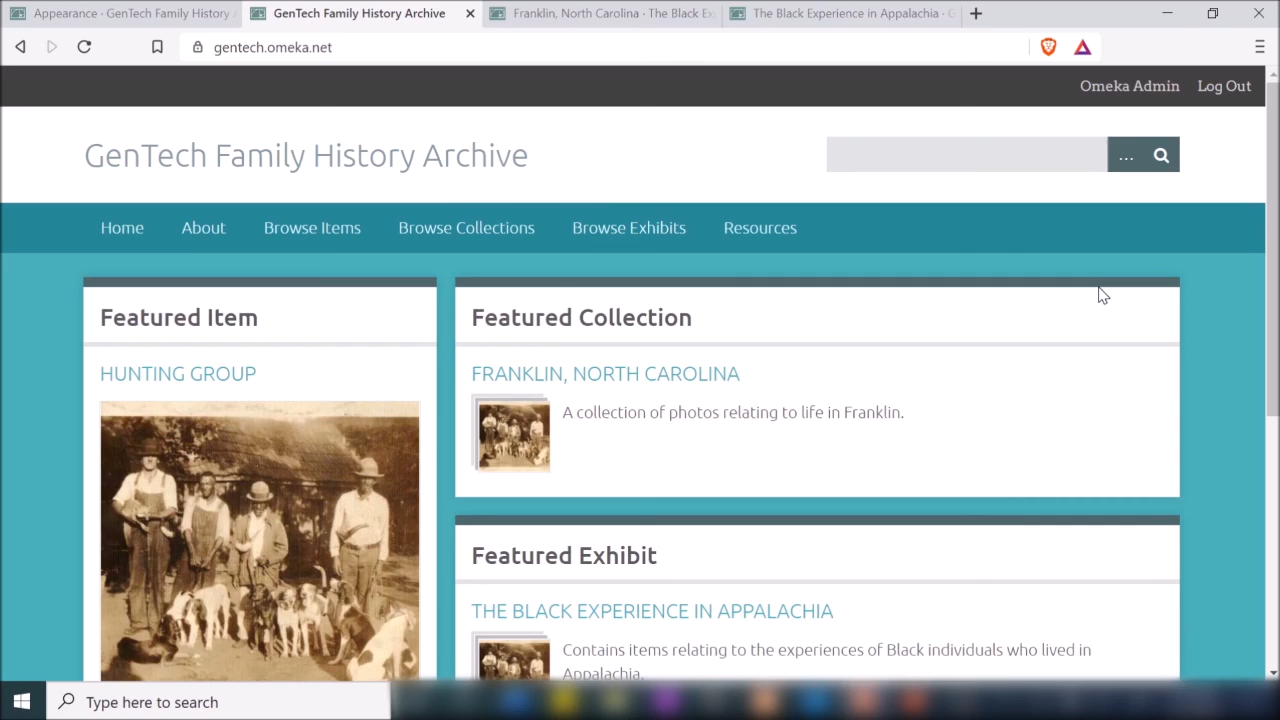 Appearance · GenTech Family History
GenTech Family History Archive
Franklin, North Carolina · The Black Ex
The Black Experience in Appalachia · G
gentech.omeka.net
Omeka Admin Log Out
GenTech Family History Archive
...
Home About Browse Items Browse Collections Browse Exhibits Resources
Featured Item
HUNTING GROUP
Featured Collection
FRANKLIN, NORTH CAROLINA
A collection of photos relating to life in Franklin.
Featured Exhibit
THE BLACK EXPERIENCE IN APPALACHIA
Contains items relating to the experiences of Black individuals who lived in
Appalachia.
Type here to search